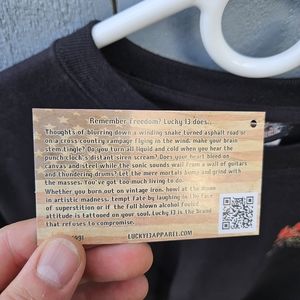 Remember freedom? Lucky 13 does..
Thoughts of blurring down a winding snake turned asphalt road or
on a cross country rampage flying in the wind, make your brain
stem tingle? Do you turn all liquid and cold when you hear the
punch clock's distant siren scream? Does your heart bleed on
canvas and steel while the sonic sounds wail from a wall of guitars
and thundering drums? Let the mere mortals bump and grind with
the masses. You've got too much living to do.
Whether you burn out on vintage iron, howl at the moon
in artistic madness, tempt fate by laughing in the face
of superstition or if the full blown alcohol fouled
attitude is tattooed on your soul, Lucky 13 is the brand
that refuses to compromise.
LUCKY13APPAREL.COM